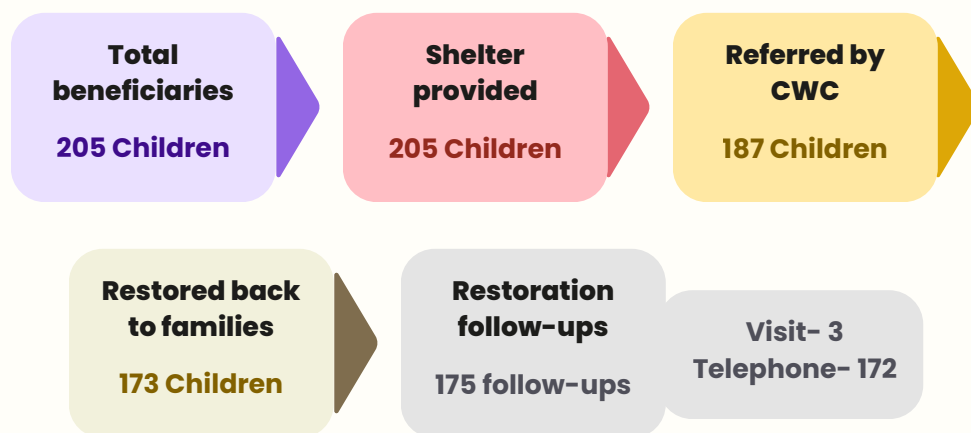 Total
beneficiaries
205 Children
Shelter
provided
205 Children
Referred by
CWC
187 Children
Restored back
to families
173 Children
Restoration
follow-ups
175 follow-ups
Visit- 3
Telephone- 172